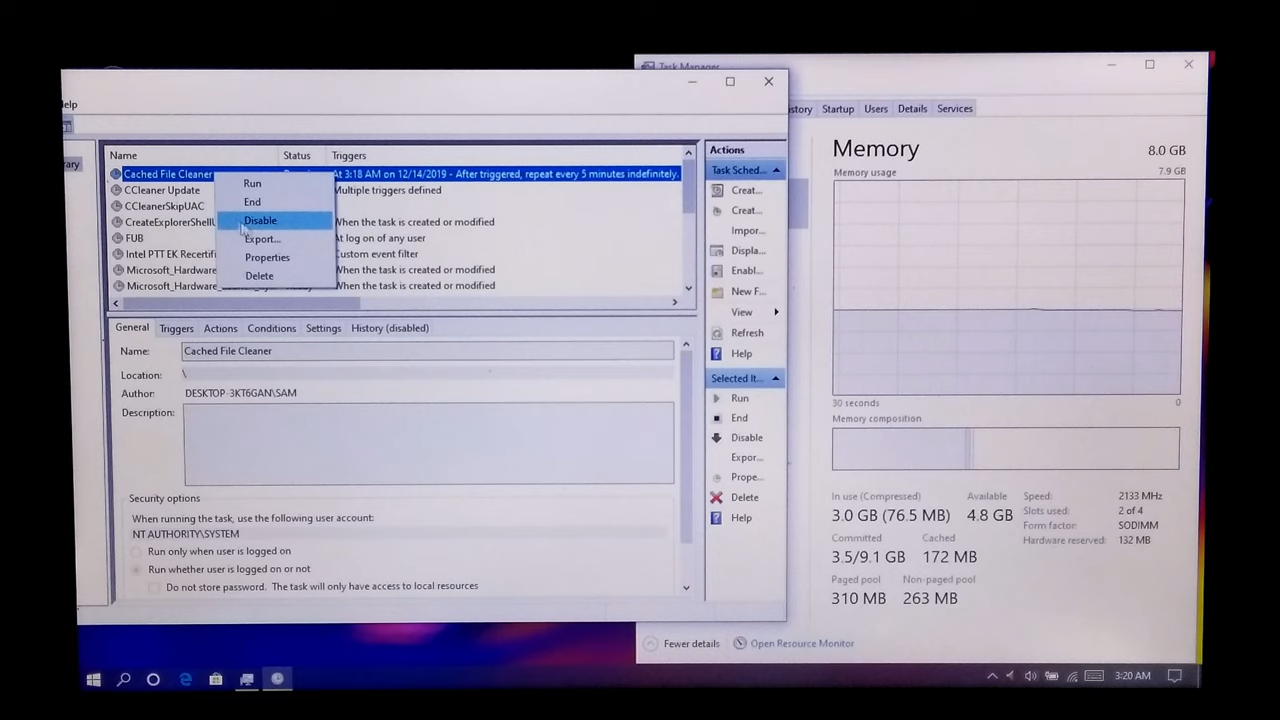 Task Manager
elp
istory Startup Users Details Services
rary
Name Status Triggers
Cached File Cleaner At 3:18 AM on 12/14/2019 - After triggered, repeat every 5 minutes indefinitely.
CCleaner Update Multiple triggers defined
CCleanerSkipUAC
CreateExplorerShellU When the task is created or modified
FUB At log on of any user
Intel PTT EK Recertifi Custom event filter
Microsoft_Hardware When the task is created or modified
Microsoft_Hardware When the task is created or modified
Run
End
Disable
Export...
Properties
Delete
General Triggers Actions Conditions Settings History (disabled)
Name: Cached File Cleaner
Location: \
Author: DESKTOP-3KT6GAN\SAM
Description:
Security options
When running the task, use the following user account:
NT AUTHORITY\SYSTEM
Run only when user is logged on
Run whether user is logged on or not
Do not store password. The task will only have access to local resources
Actions
Task Sched...
Creat...
Creat...
Impor...
Displa...
Enabl...
New F...
View
Refresh
Help
Selected It...
Run
End
Disable
Expor...
Prope...
Delete
Help
Memory 8.0 GB
Memory usage 7.9 GB
30 seconds 0
Memory composition
In use (Compressed) Available Speed: 2133 MHz
3.0 GB (76.5 MB) 4.8 GB Slots used: 2 of 4
Form factor: SODIMM
Committed Cached Hardware reserved: 132 MB
3.5/9.1 GB 172 MB
Paged pool Non-paged pool
310 MB 263 MB
Fewer details Open Resource Monitor
3:20 AM